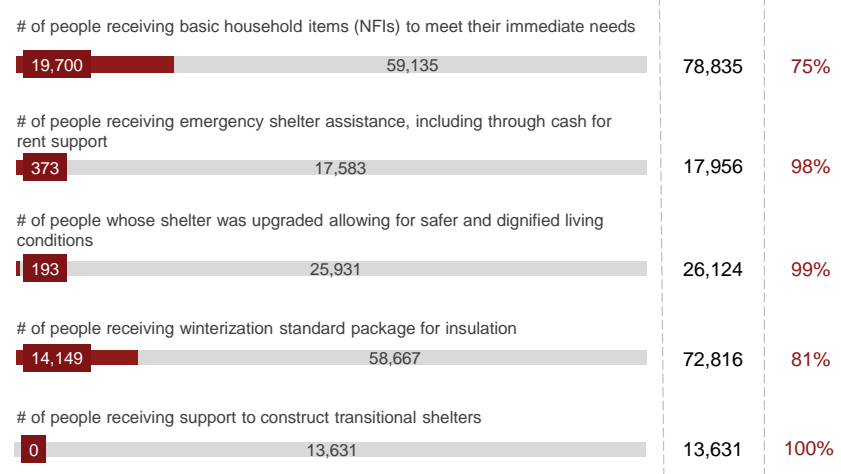 # of people receiving basic household items (NFIs) to meet their immediate needs
19,700 59,135 78,835 75%
# of people receiving emergency shelter assistance, including through cash for
rent support
373 17,583 17,956 98%
# of people whose shelter was upgraded allowing for safer and dignified living
conditions
193 25,931 26,124 99%
# of people receiving winterization standard package for insulation
14,149 58,667 72,816 81%
# of people receiving support to construct transitional shelters
0 13,631 13,631 100%